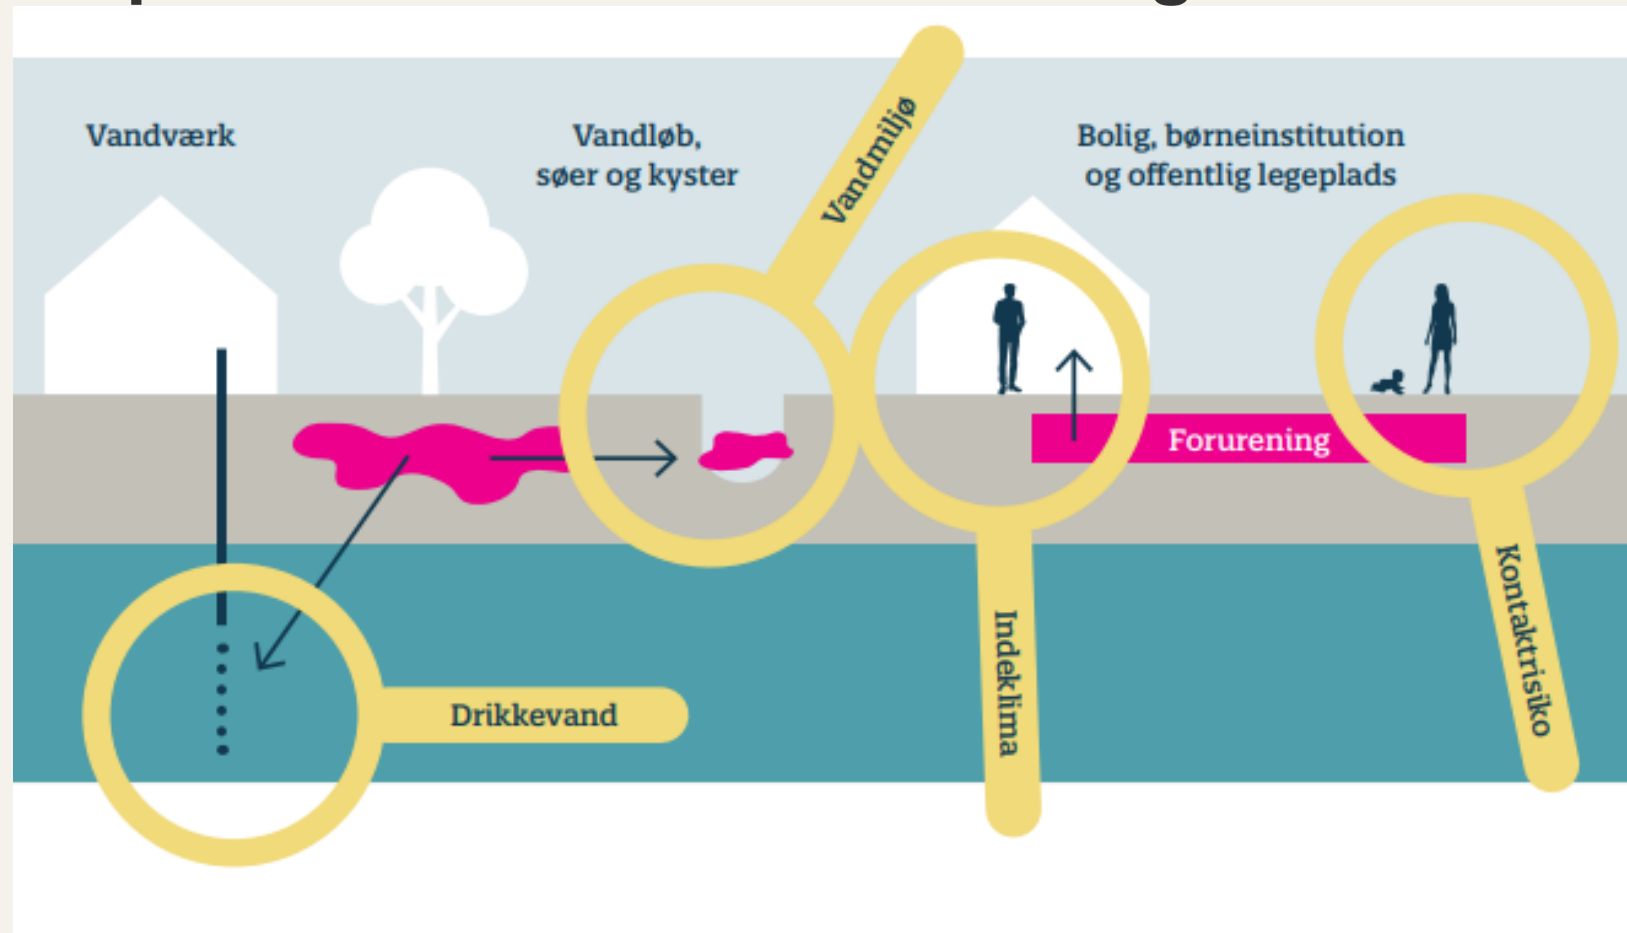 Vandværk
Vandløb,
søer og kyster
Vandmiljø
Bolig, børneinstitution
og offentlig legeplads
Forurening
Drikkevand
Indeklima
Kontaktrisiko